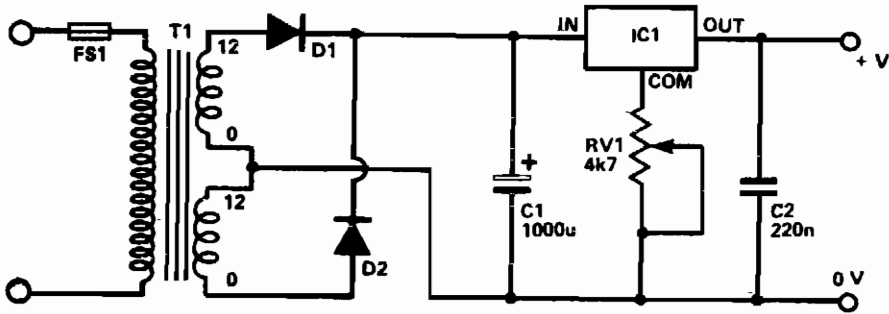 FS1
T1
12
D1
0
12
0
D2
C1
1000u
+
IN
IC1
OUT
COM
RV1
4k7
C2
220n
+ V
0 V